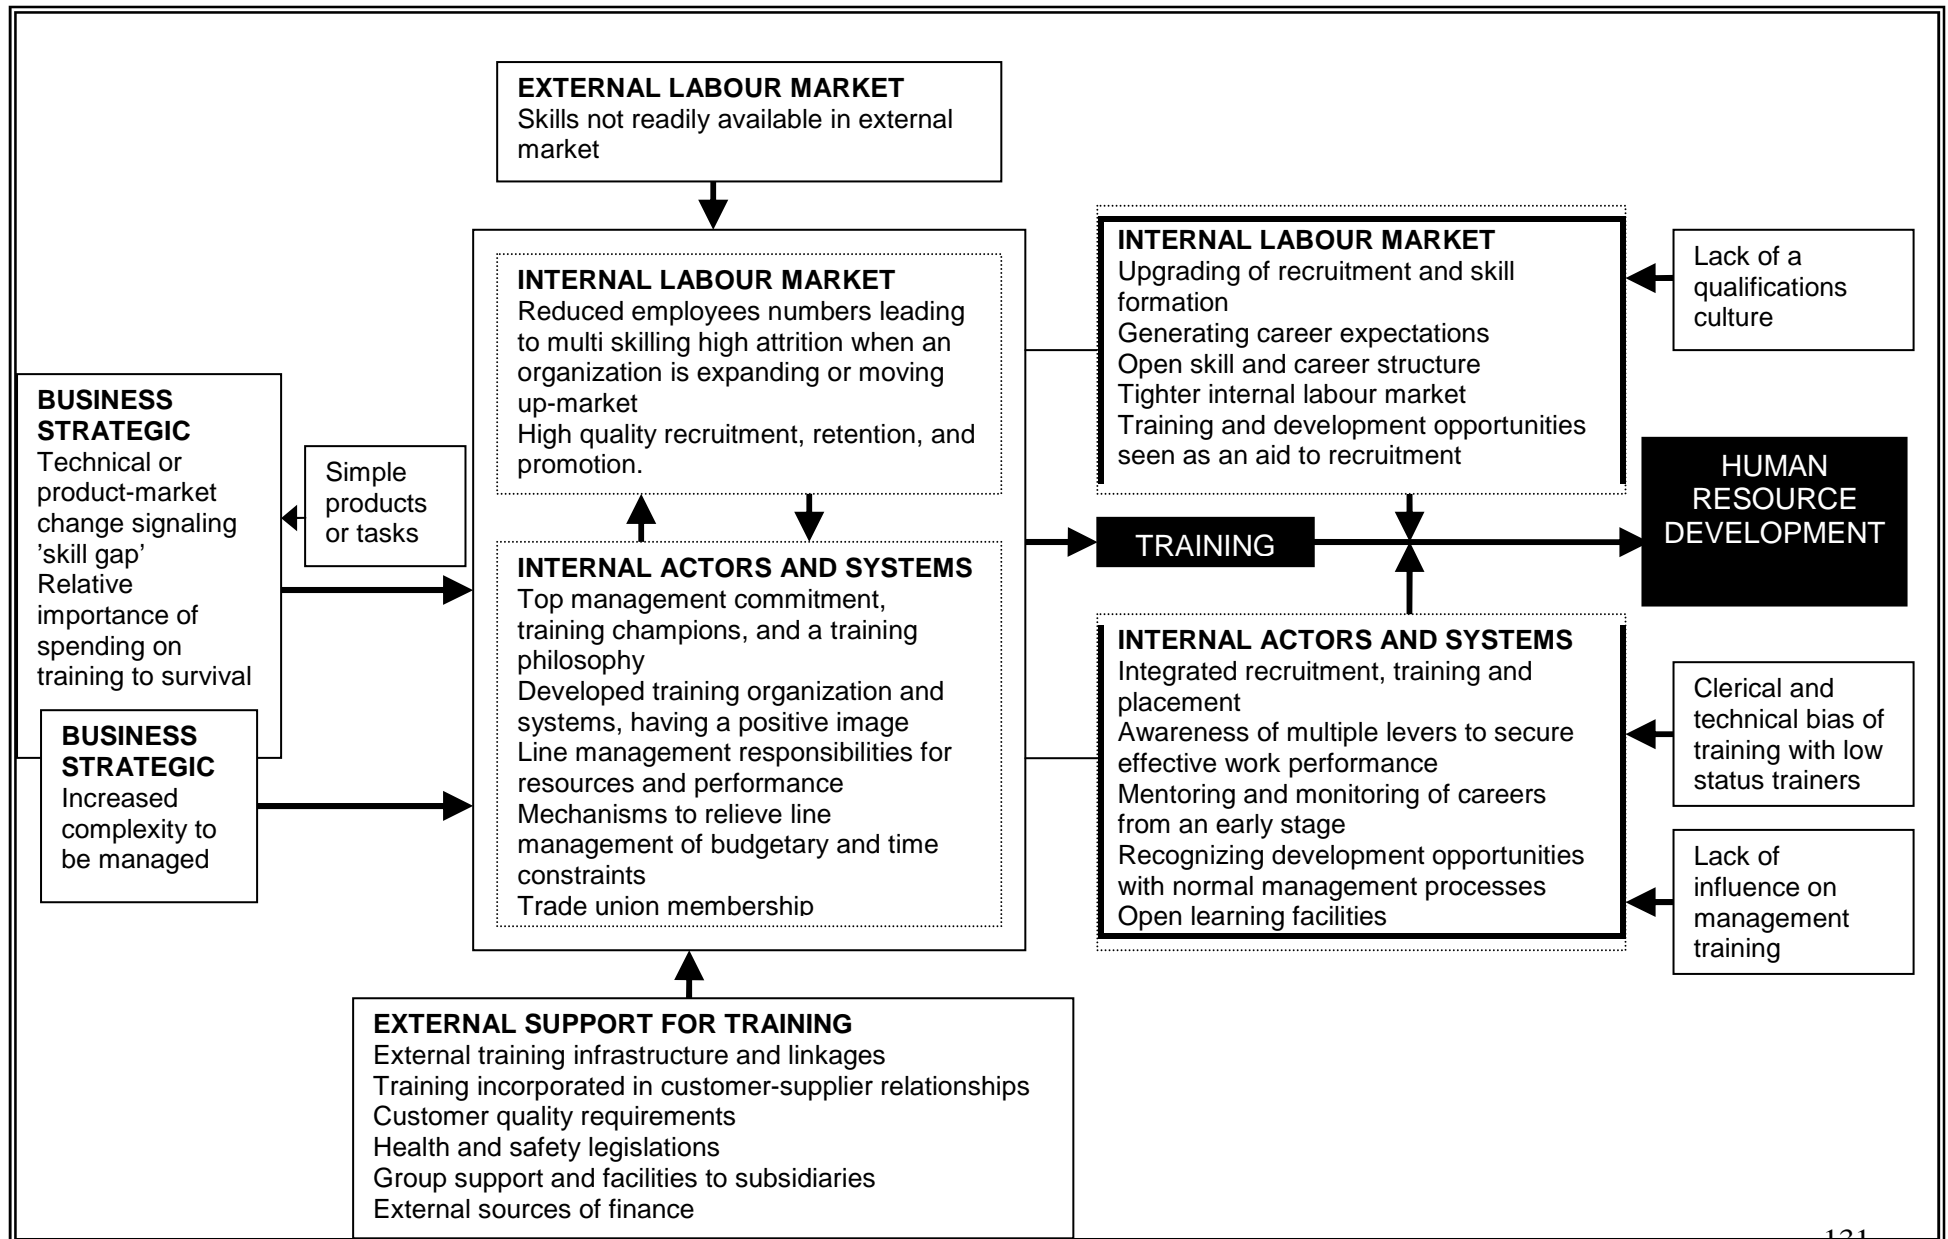 EXTERNAL LABOUR MARKET
Skills not readily available in external
market
INTERNAL LABOUR MARKET
Reduced employees numbers leading
to multi skilling high attrition when an
organization is expanding or moving
up-market
High quality recruitment, retention, and
promotion.
INTERNAL LABOUR MARKET
Upgrading of recruitment and skill
formation
Generating career expectations
Open skill and career structure
Tighter internal labour market
Training and development opportunities
seen as an aid to recruitment
Lack of a
qualifications
culture
BUSINESS
STRATEGIC
Technical or
product-market
change signaling
'skill gap'
Relative
importance of
spending on
training to survival
Simple
products
or tasks
BUSINESS
STRATEGIC
Increased
complexity to
be managed
INTERNAL ACTORS AND SYSTEMS
Top management commitment,
training champions, and a training
philosophy
Developed training organization and
systems, having a positive image
Line management responsibilities for
resources and performance
Mechanisms to relieve line
management of budgetary and time
constraints
Trade union membership
TRAINING
HUMAN
RESOURCE
DEVELOPMENT
INTERNAL ACTORS AND SYSTEMS
Integrated recruitment, training and
placement
Awareness of multiple levers to secure
effective work performance
Mentoring and monitoring of careers
from an early stage
Recognizing development opportunities
with normal management processes
Open learning facilities
Clerical and
technical bias of
training with low
status trainers
Lack of
influence on
management
training
EXTERNAL SUPPORT FOR TRAINING
External training infrastructure and linkages
Training incorporated in customer-supplier relationships
Customer quality requirements
Health and safety legislations
Group support and facilities to subsidiaries
External sources of finance
131